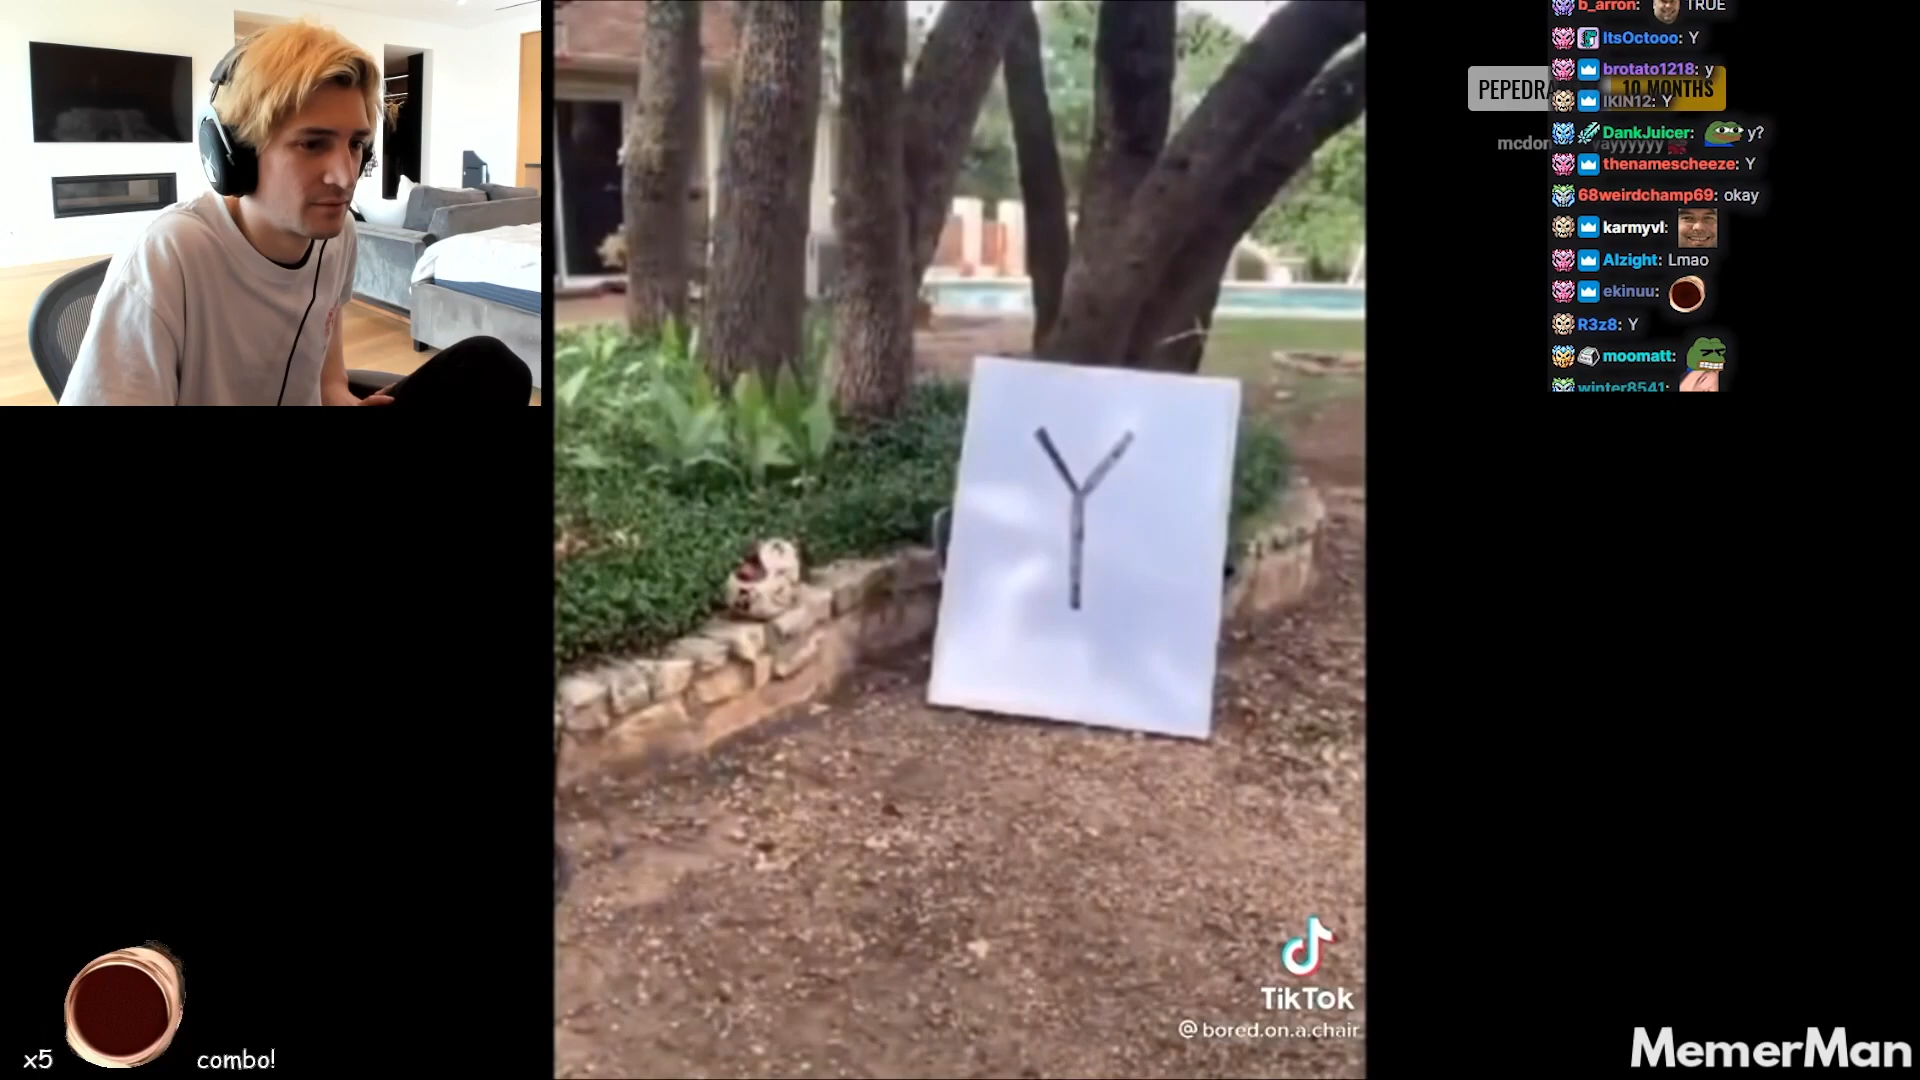 b_arron: TRUE
ItsOctooo: Y
brotato1218: y
PEPEDRA
10 MONTHS
IKIN12: Y
DankJuicer: y?
mcdon
yayyyyyy
thenamescheeze: Y
68weirdchamp69: okay
karmyvl:
Alzight: Lmao
ekinuu:
R3z8: Y
moomatt:
winter8541:
Y
TikTok
@bored.on.a.chair
x5 combo!
MemerMan